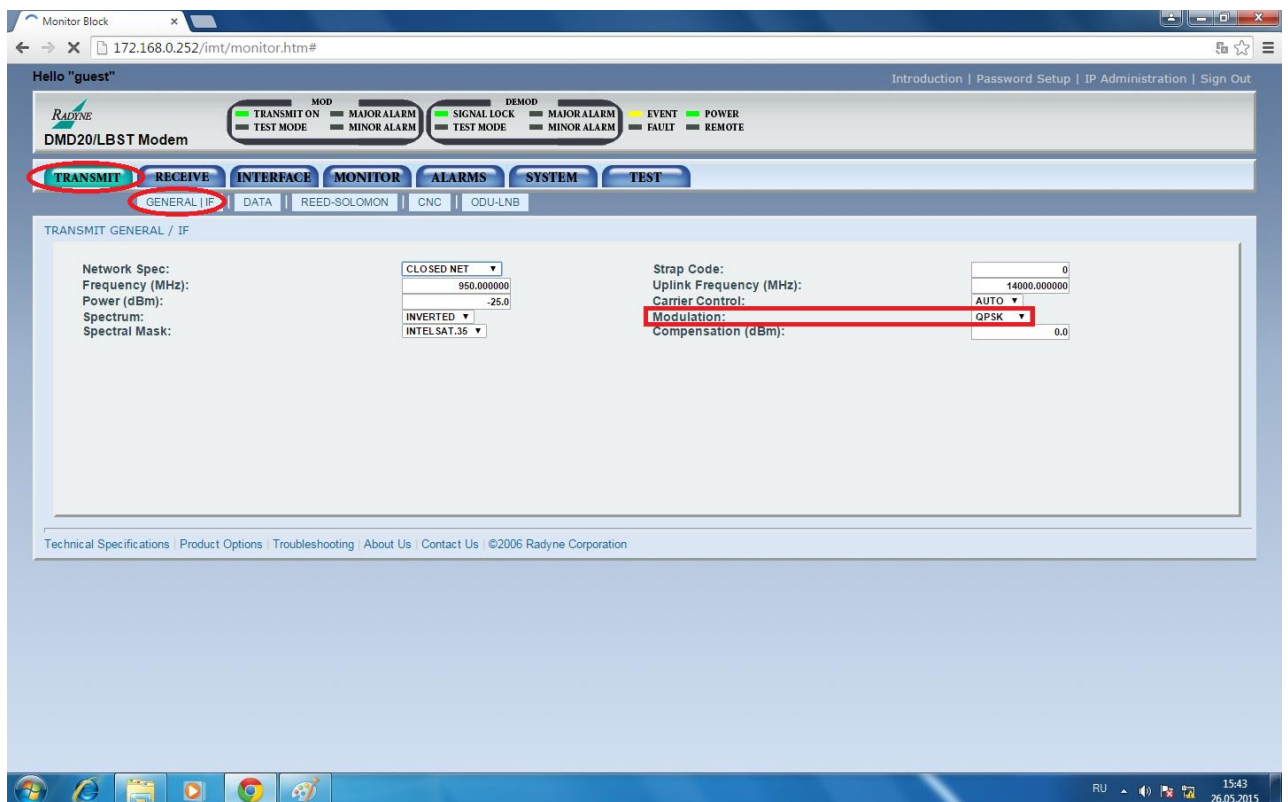 Monitor Block
172.168.0.252/imt/monitor.htm#
Hello "guest"
Introduction | Password Setup | IP Administration | Sign Out
RADYNE
DMD20/LBST Modem
MOD
TRANSMIT ON MAJOR ALARM
TEST MODE MINOR ALARM
DEMOD
SIGNAL LOCK MAJOR ALARM
TEST MODE MINOR ALARM
EVENT POWER
FAULT REMOTE
TRANSMIT RECEIVE INTERFACE MONITOR ALARMS SYSTEM TEST
GENERAL | IF | DATA | REED-SOLOMON | CNC | ODU-LNB
TRANSMIT GENERAL / IF
Network Spec: CLOSED NET Strap Code: 0
Frequency (MHz): 950.000000 Uplink Frequency (MHz): 14000.000000
Power (dBm): -25.0 Carrier Control: AUTO
Spectrum: INVERTED Modulation: QPSK
Spectral Mask: INTELSAT.35 Compensation (dBm): 0.0
Technical Specifications | Product Options | Troubleshooting | About Us | Contact Us | ©2006 Radyne Corporation
RU 15:43
26.05.2015